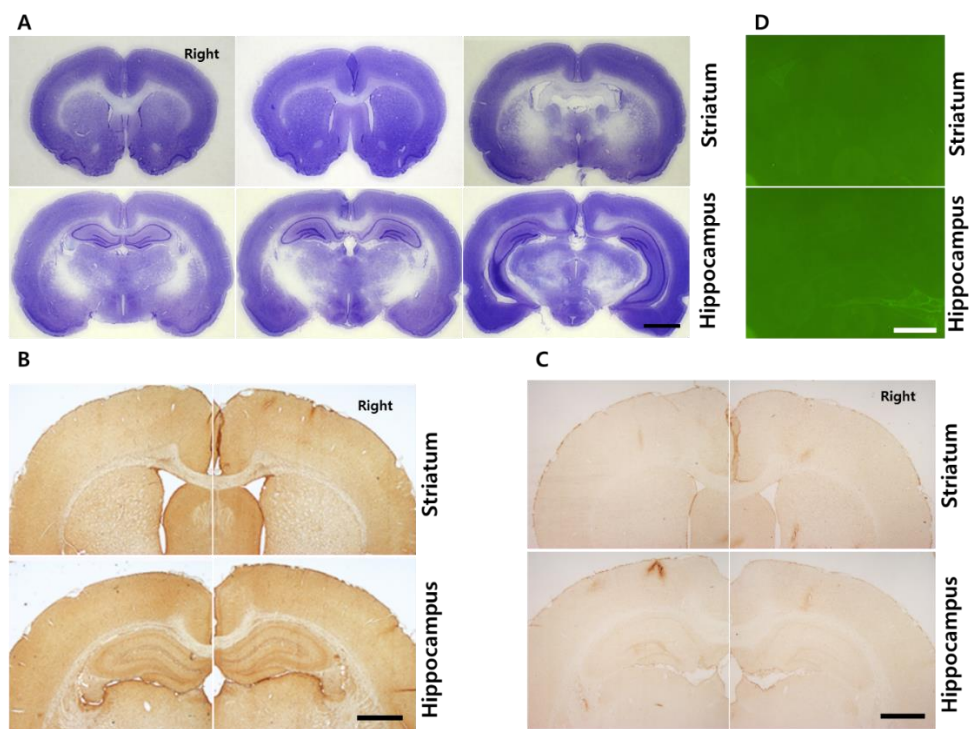 A
Right
Striatum
Hippocampus
D
Striatum
Hippocampus
B
Right
Striatum
Hippocampus
C
Right
Striatum
Hippocampus